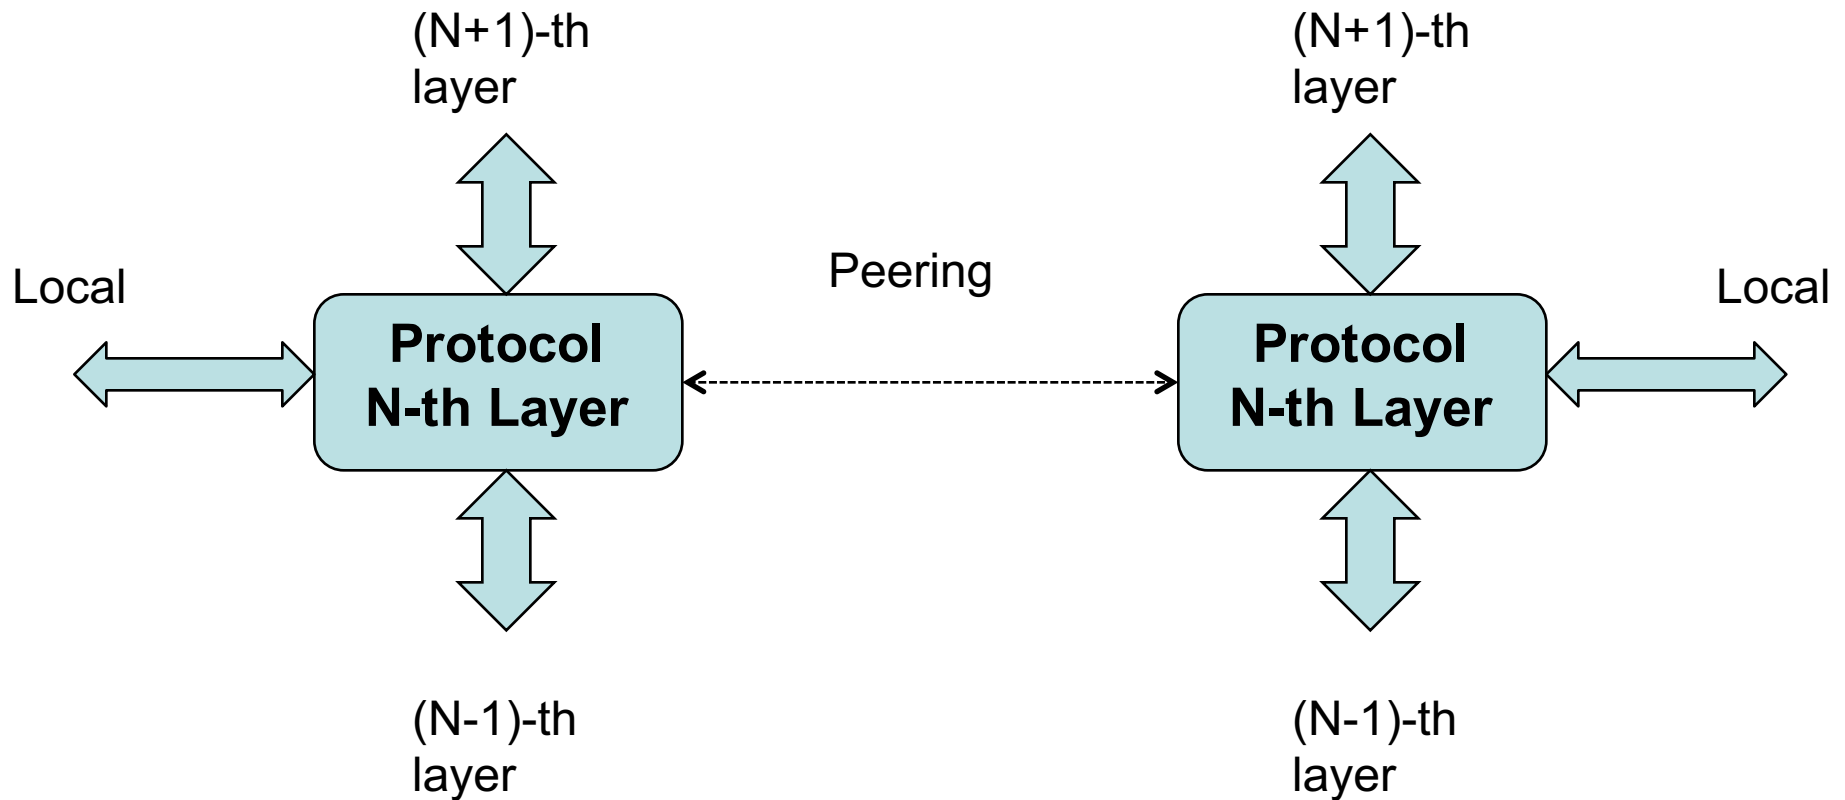 (N+1)-th
layer
(N+1)-th
layer
Local
Peering
Local
Protocol
N-th Layer
Protocol
N-th Layer
(N-1)-th
layer
(N-1)-th
layer